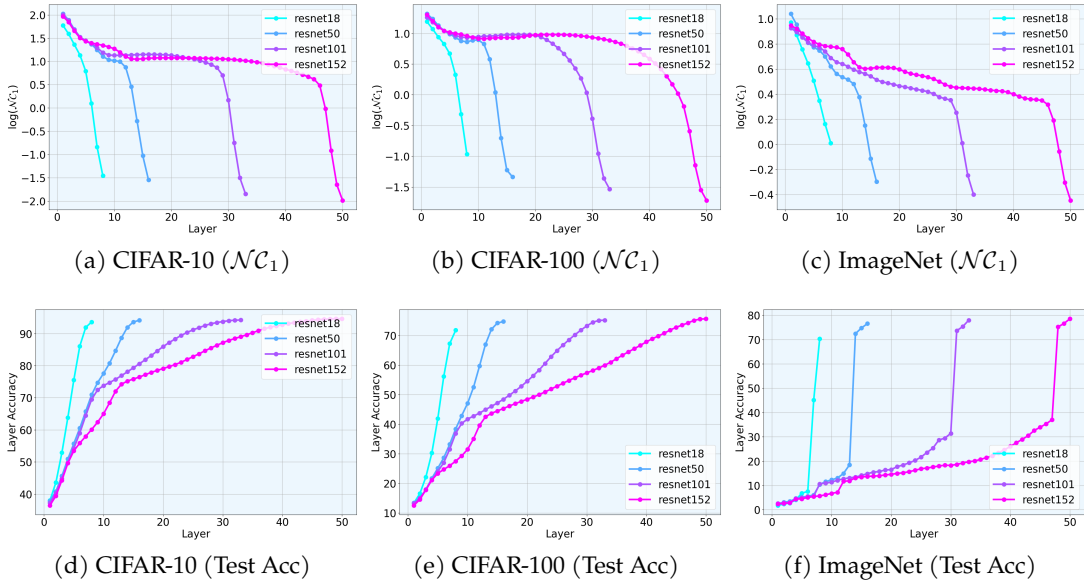 2.0
1.5
1.0
0.5
0.0
-0.5
-1.0
-1.5
-2.0
log(𝒩𝒞₁)
0 10 20 30 40 50
Layer
resnet18
resnet50
resnet101
resnet152
(a) CIFAR-10 (𝒩𝒞₁)
1.0
0.5
0.0
-0.5
-1.0
-1.5
log(𝒩𝒞₁)
0 10 20 30 40 50
Layer
resnet18
resnet50
resnet101
resnet152
(b) CIFAR-100 (𝒩𝒞₁)
1.0
0.8
0.6
0.4
0.2
0.0
-0.2
-0.4
log(𝒩𝒞₁)
0 10 20 30 40 50
Layer
resnet18
resnet50
resnet101
resnet152
(c) ImageNet (𝒩𝒞₁)
90
80
70
60
50
40
Layer Accuracy
0 10 20 30 40 50
Layer
resnet18
resnet50
resnet101
resnet152
(d) CIFAR-10 (Test Acc)
70
60
50
40
30
20
10
Layer Accuracy
0 10 20 30 40 50
Layer
resnet18
resnet50
resnet101
resnet152
(e) CIFAR-100 (Test Acc)
80
70
60
50
40
30
20
10
0
Layer Accuracy
0 10 20 30 40 50
Layer
resnet18
resnet50
resnet101
resnet152
(f) ImageNet (Test Acc)